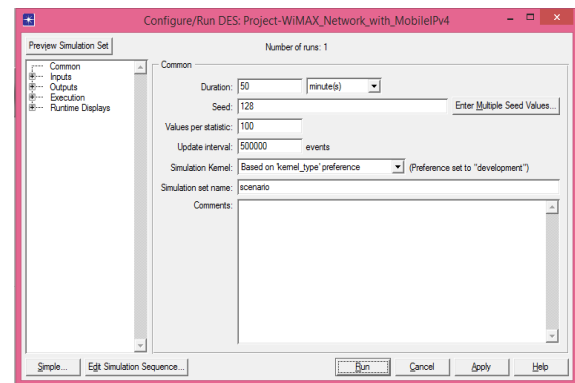 Configure/Run DES: Project-WiMAX_Network_with_MobileIPv4
Preview Simulation Set
Number of runs: 1
Common
Inputs
Outputs
Execution
Runtime Displays
Common
Duration: 50 minute(s)
Seed: 128 Enter Multiple Seed Values...
Values per statistic: 100
Update interval: 500000 events
Simulation Kernel: Based on 'kernel_type' preference (Preference set to "development")
Simulation set name: scenario
Comments:
Simple... Edit Simulation Sequence... Run Cancel Apply Help